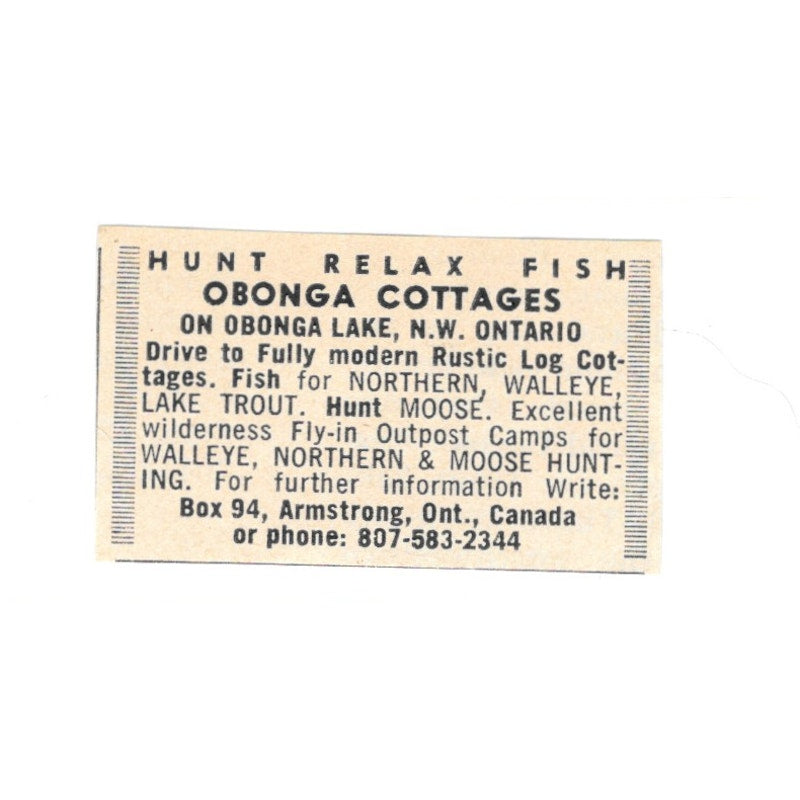 HUNT RELAX FISH
OBONGA COTTAGES
ON OBONGA LAKE, N.W. ONTARIO
Drive to Fully modern Rustic Log Cot-
tages. Fish for NORTHERN, WALLEYE,
LAKE TROUT. Hunt MOOSE. Excellent
wilderness Fly-in Outpost Camps for
WALLEYE, NORTHERN & MOOSE HUNT-
ING. For further information Write:
Box 94, Armstrong, Ont., Canada
or phone: 807-583-2344